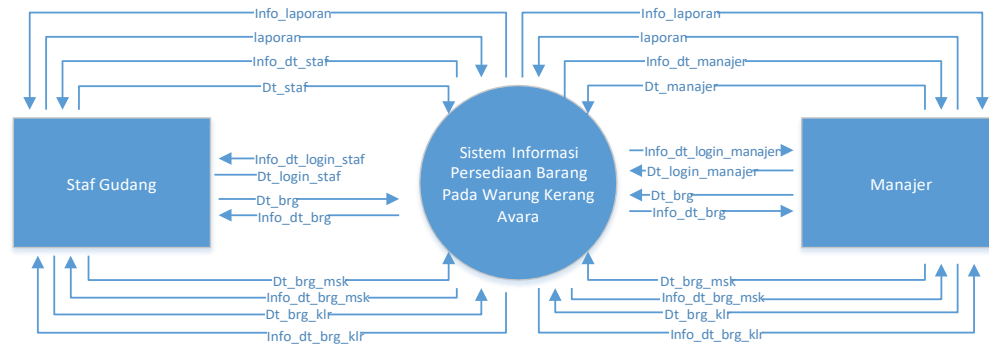 Info_laporan
Info_laporan
laporan
laporan
Info_dt_staf
Info_dt_manajer
Dt_staf
Dt_manajer
Staf Gudang
Info_dt_login_staf
Dt_login_staf
Dt_brg
Info_dt_brg
Sistem Informasi
Persediaan Barang
Pada Warung Kerang
Avara
Info_dt_login_manajer
Dt_login_manajer
Dt_brg
Info_dt_brg
Manajer
Dt_brg_msk
Dt_brg_msk
Info_dt_brg_msk
Info_dt_brg_msk
Dt_brg_klr
Dt_brg_klr
Info_dt_brg_klr
Info_dt_brg_klr